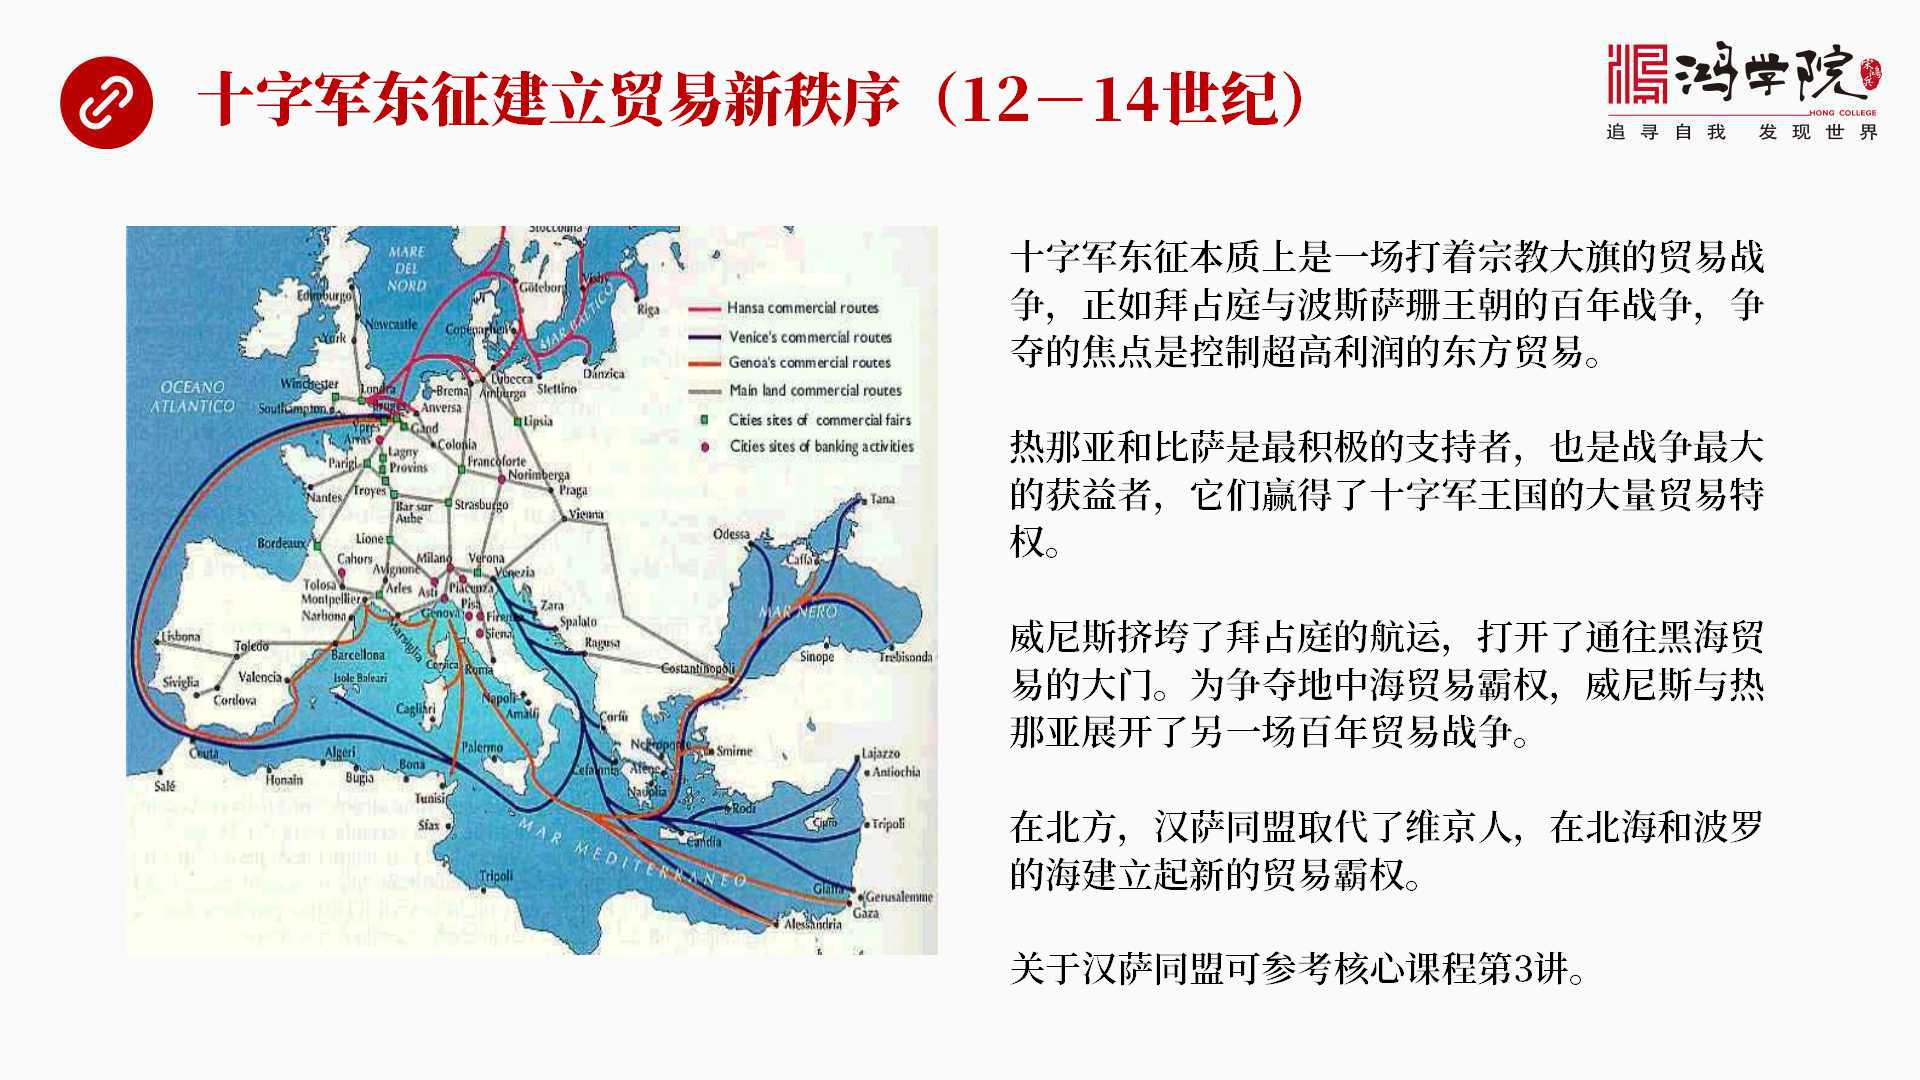 十字军东征建立贸易新秩序（12－14世纪）
鸿学院
HONG COLLEGE
追寻自我 发现世界
十字军东征本质上是一场打着宗教大旗的贸易战
争，正如拜占庭与波斯萨珊王朝的百年战争，争
夺的焦点是控制超高利润的东方贸易。
热那亚和比萨是最积极的支持者，也是战争最大
的获益者，它们赢得了十字军王国的大量贸易特
权。
威尼斯挤垮了拜占庭的航运，打开了通往黑海贸
易的大门。为争夺地中海贸易霸权，威尼斯与热
那亚展开了另一场百年贸易战争。
在北方，汉萨同盟取代了维京人，在北海和波罗
的海建立起新的贸易霸权。
关于汉萨同盟可参考核心课程第3讲。
Hansa commercial routes
Venice's commercial routes
Genoa's commercial routes
Main land commercial routes
Cities sites of commercial fairs
Cities sites of banking activities
MARE
DEL
NORD
OCEANO
ATLANTICO
MAR BALTICO
MAR NERO
MAR MEDITERRANEO
Stoccolma
Göteborg
Visby
Riga
Edimburgo
Newcastle
York
Copenaghen
Danzica
Lubecca
Stettino
Winchester
Londra
Brema
Amburgo
Southampton
Bruges
Anversa
Ypres
Gand
Lipsia
Arras
Colonia
Lagny
Parigi
Provins
Francoforte
Norimberga
Nantes
Troyes
Praga
Bar sur
Aube
Strasburgo
Vienna
Tana
Bordeaux
Lione
Odessa
Cahors
Milano
Verona
Caffa
Avignone
Venezia
Tolosa
Arles
Asti
Piacenza
Montpellier
Pisa
Zara
Narbona
Genova
Firenze
Spalato
Siena
Marsiglia
Ragusa
Lisbona
Toledo
Barcellona
Corsica
Roma
Costantinopoli
Sinope
Trebisonda
Siviglia
Valencia
Isole Baleari
Cordova
Napoli
Cagliari
Amalfi
Corfù
Negroponte
Smirne
Ceuta
Algeri
Palermo
Lajazzo
Bona
Cefalonia
Atene
Antiochia
Salé
Honain
Bugia
Tunisi
Nauplia
Rodi
Sfax
Candia
Cipro
Tripoli
Tripoli
Giaffa
Gerusalemme
Gaza
Alessandria